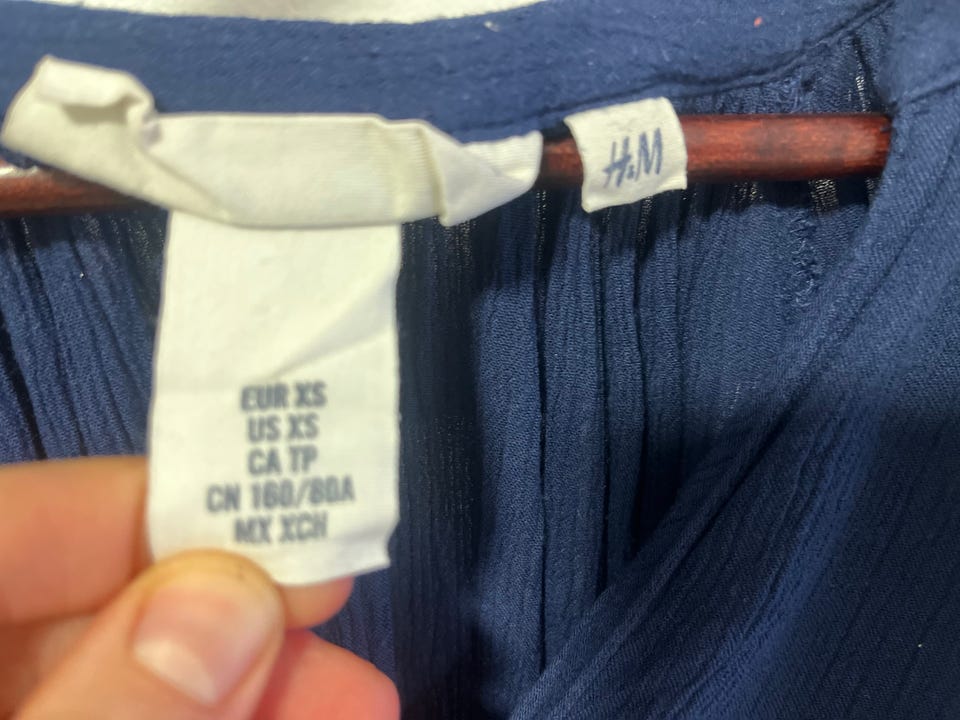 H&M
EUR XS
US XS
CA TP
CN 160/80A
MX XCH